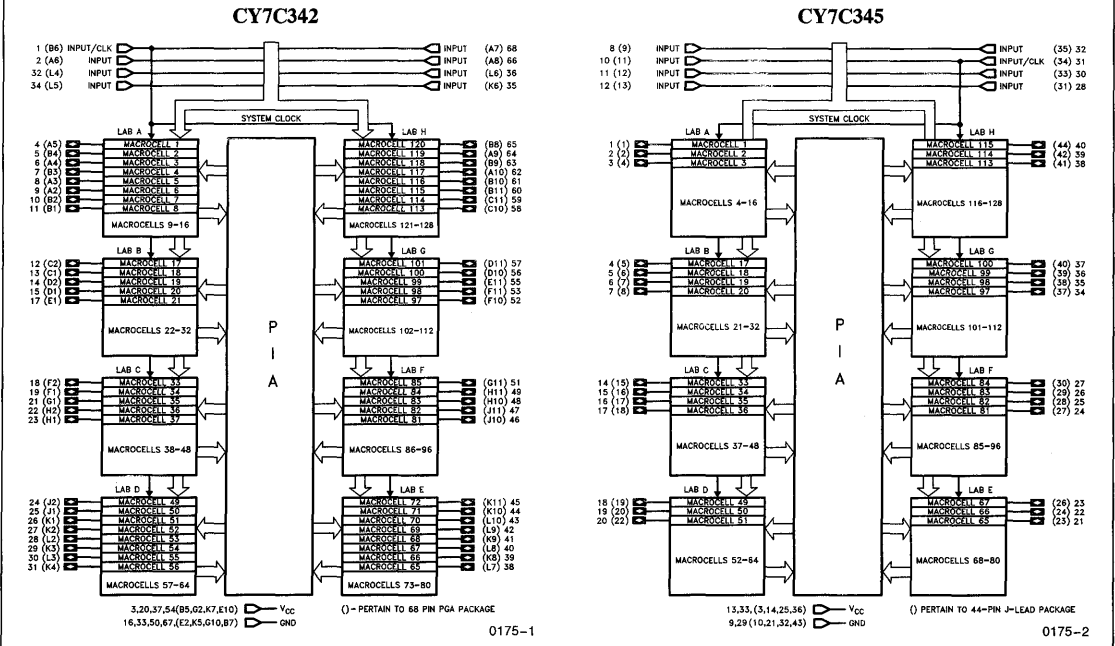 CY7C342
1 (B6) INPUT/CLK
2 (A6) INPUT
32 (L4) INPUT
34 (L5) INPUT
INPUT (A7) 68
INPUT (A8) 66
INPUT (L6) 36
INPUT (K6) 35
SYSTEM CLOCK
LAB A
4 (A5) MACROCELL 1
5 (B4) MACROCELL 2
6 (A4) MACROCELL 3
7 (B3) MACROCELL 4
8 (A3) MACROCELL 5
9 (A2) MACROCELL 6
10 (B2) MACROCELL 7
11 (B1) MACROCELL 8
MACROCELLS 9-16
LAB B
12 (C2) MACROCELL 17
13 (C1) MACROCELL 18
14 (D2) MACROCELL 19
15 (D1) MACROCELL 20
17 (E1) MACROCELL 21
MACROCELLS 22-32
LAB C
18 (F2) MACROCELL 33
19 (F1) MACROCELL 34
21 (G1) MACROCELL 35
22 (H2) MACROCELL 36
23 (H1) MACROCELL 37
MACROCELLS 38-48
LAB D
24 (J2) MACROCELL 49
25 (J1) MACROCELL 50
26 (K1) MACROCELL 51
27 (K2) MACROCELL 52
28 (L2) MACROCELL 53
29 (K3) MACROCELL 54
30 (L3) MACROCELL 55
31 (K4) MACROCELL 56
MACROCELLS 57-64
P
I
A
LAB H
MACROCELL 120 (B8) 65
MACROCELL 119 (A9) 64
MACROCELL 118 (B9) 63
MACROCELL 117 (A10) 62
MACROCELL 116 (B10) 61
MACROCELL 115 (B11) 60
MACROCELL 114 (C11) 59
MACROCELL 113 (C10) 58
MACROCELLS 121-128
LAB G
MACROCELL 101 (D11) 57
MACROCELL 100 (D10) 56
MACROCELL 99 (E11) 55
MACROCELL 98 (F11) 53
MACROCELL 97 (F10) 52
MACROCELLS 102-112
LAB F
MACROCELL 85 (G11) 51
MACROCELL 84 (H11) 49
MACROCELL 83 (H10) 48
MACROCELL 82 (J11) 47
MACROCELL 81 (J10) 46
MACROCELLS 86-96
LAB E
MACROCELL 72 (K11) 45
MACROCELL 71 (K10) 44
MACROCELL 70 (L10) 43
MACROCELL 69 (L9) 42
MACROCELL 68 (K9) 41
MACROCELL 67 (L8) 40
MACROCELL 66 (K8) 39
MACROCELL 65 (L7) 38
MACROCELLS 73-80
3,20,37,54(B5,G2,K7,E10) VCC
16,33,50,67,(E2,K5,G10,B7) GND
()- PERTAIN TO 68 PIN PGA PACKAGE
0175-1
CY7C345
8 (9) INPUT
10 (11) INPUT
11 (12) INPUT
12 (13) INPUT
INPUT (35) 32
INPUT/CLK (34) 31
INPUT (33) 30
INPUT (31) 28
SYSTEM CLOCK
LAB A
1 (1) MACROCELL 1
2 (2) MACROCELL 2
3 (4) MACROCELL 3
MACROCELLS 4-16
LAB B
4 (5) MACROCELL 17
5 (6) MACROCELL 18
6 (7) MACROCELL 19
7 (8) MACROCELL 20
MACROCELLS 21-32
LAB C
14 (15) MACROCELL 33
15 (16) MACROCELL 34
16 (17) MACROCELL 35
17 (18) MACROCELL 36
MACROCELLS 37-48
LAB D
18 (19) MACROCELL 49
19 (20) MACROCELL 50
20 (22) MACROCELL 51
MACROCELLS 52-64
P
I
A
LAB H
MACROCELL 115 (44) 40
MACROCELL 114 (42) 39
MACROCELL 113 (41) 38
MACROCELLS 116-128
LAB G
MACROCELL 100 (40) 37
MACROCELL 99 (39) 36
MACROCELL 98 (38) 35
MACROCELL 97 (37) 34
MACROCELLS 101-112
LAB F
MACROCELL 84 (30) 27
MACROCELL 83 (29) 26
MACROCELL 82 (28) 25
MACROCELL 81 (27) 24
MACROCELLS 85-96
LAB E
MACROCELL 67 (26) 23
MACROCELL 66 (24) 22
MACROCELL 65 (23) 21
MACROCELLS 68-80
13,33,(3,14,25,36) VCC
9,29(10,21,32,43) GND
() PERTAIN TO 44-PIN J-LEAD PACKAGE
0175-2